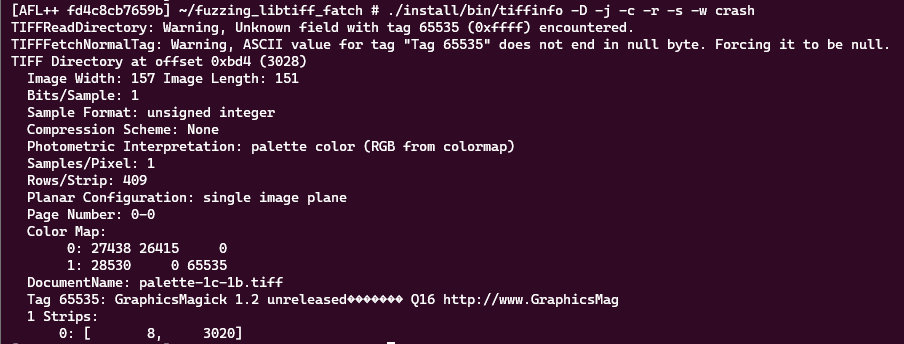 [AFL++ fd4c8cb7659b] ~/fuzzing_libtiff_fatch # ./install/bin/tiffinfo -D -j -c -r -s -w crash
TIFFReadDirectory: Warning, Unknown field with tag 65535 (0xffff) encountered.
TIFFFetchNormalTag: Warning, ASCII value for tag "Tag 65535" does not end in null byte. Forcing it to be null.
TIFF Directory at offset 0xbd4 (3028)
  Image Width: 157 Image Length: 151
  Bits/Sample: 1
  Sample Format: unsigned integer
  Compression Scheme: None
  Photometric Interpretation: palette color (RGB from colormap)
  Samples/Pixel: 1
  Rows/Strip: 409
  Planar Configuration: single image plane
  Page Number: 0-0
  Color Map:
       0: 27438 26415     0
       1: 28530     0 65535
  DocumentName: palette-1c-1b.tiff
  Tag 65535: GraphicsMagick 1.2 unreleased������� Q16 http://www.GraphicsMag
  1 Strips:
      0: [       8,     3020]